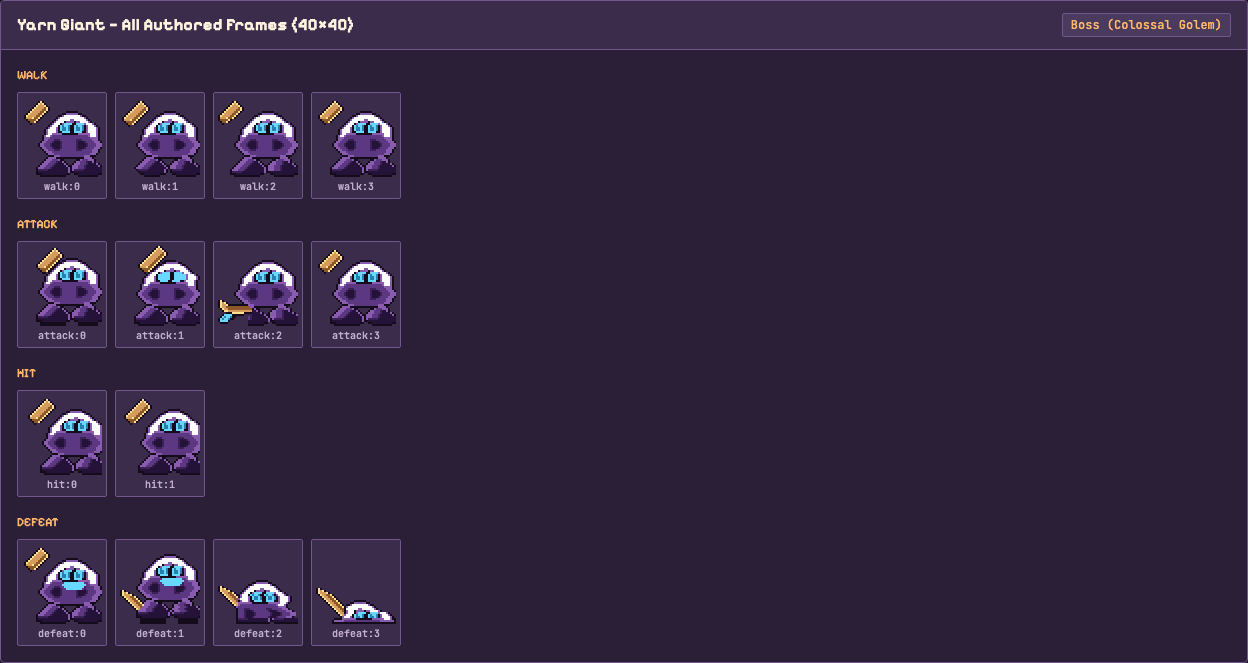 Yarn Giant - All Authored Frames (40×40)
Boss (Colossal Golem)
WALK
walk:0 walk:1 walk:2 walk:3
ATTACK
attack:0 attack:1 attack:2 attack:3
HIT
hit:0 hit:1
DEFEAT
defeat:0 defeat:1 defeat:2 defeat:3